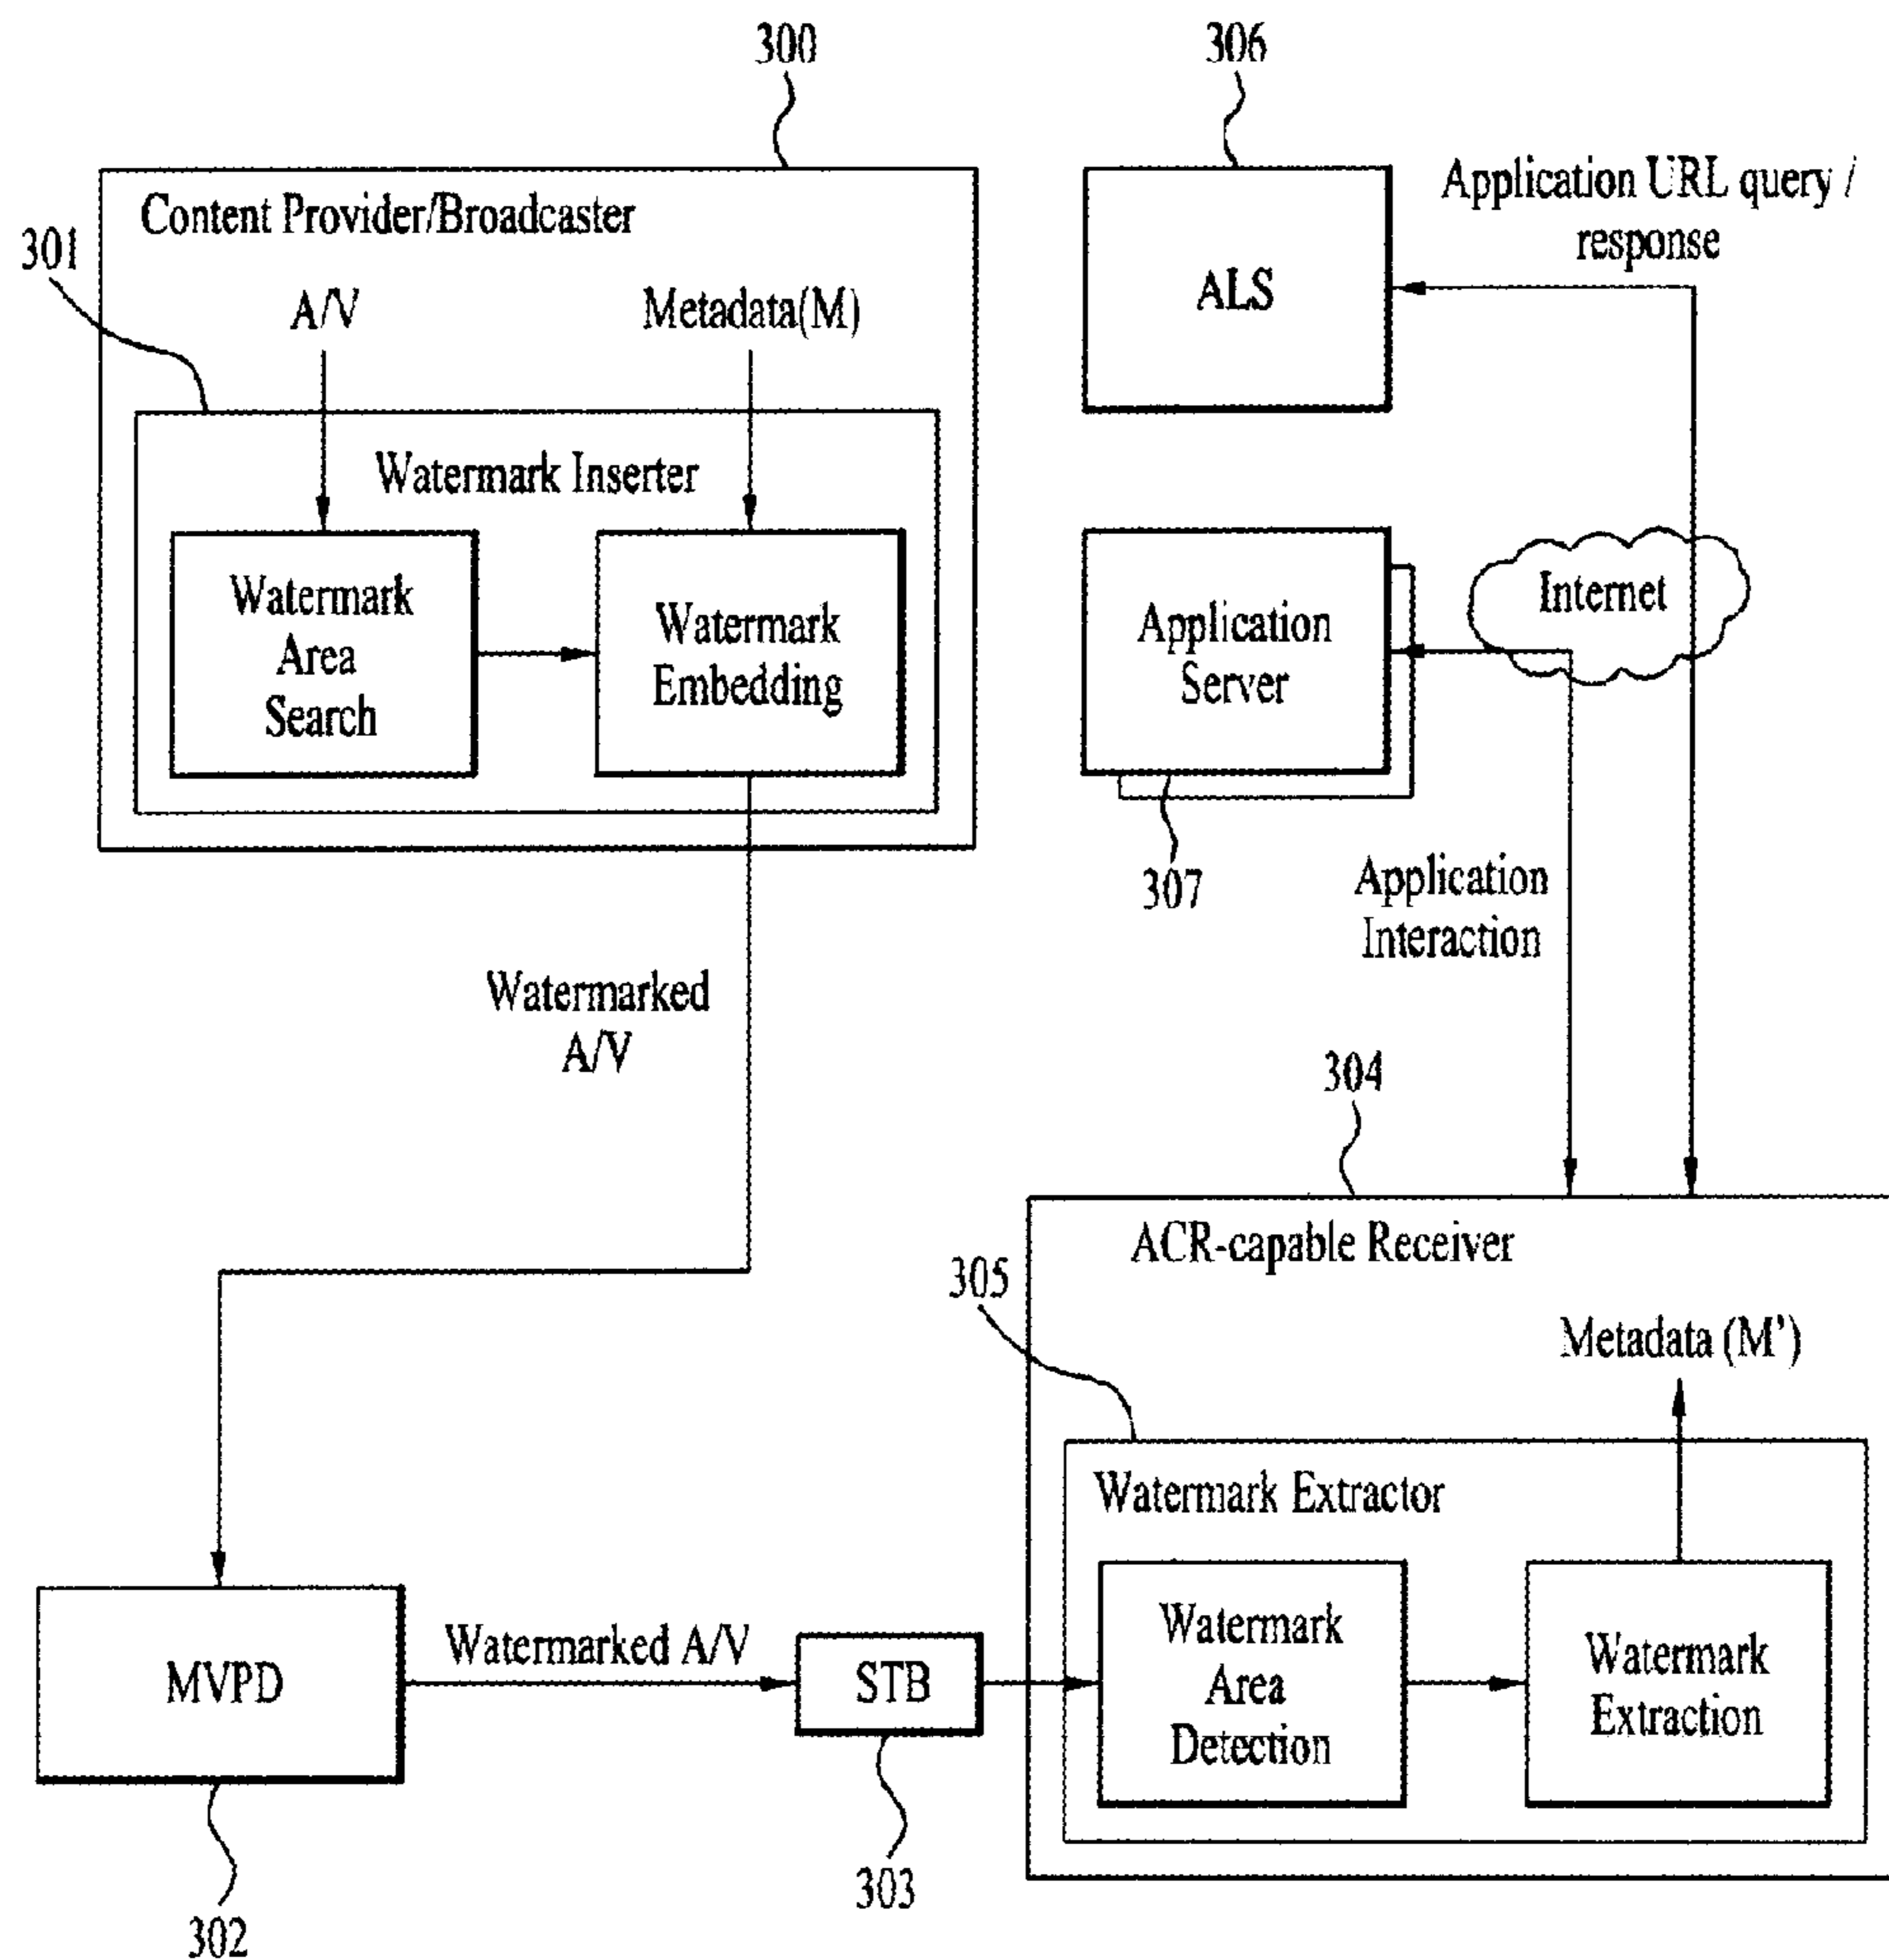 300
306
Content Provider/Broadcaster
Application URL query /
response
301
A/V
Metadata(M)
ALS
Watermark Inserter
Watermark
Area
Search
Watermark
Embedding
Application
Server
Internet
307
Application
Interaction
Watermarked
A/V
304
ACR-capable Receiver
305
Metadata (M')
Watermark Extractor
MVPD
Watermarked A/V
STB
Watermark
Area
Detection
Watermark
Extraction
302
303